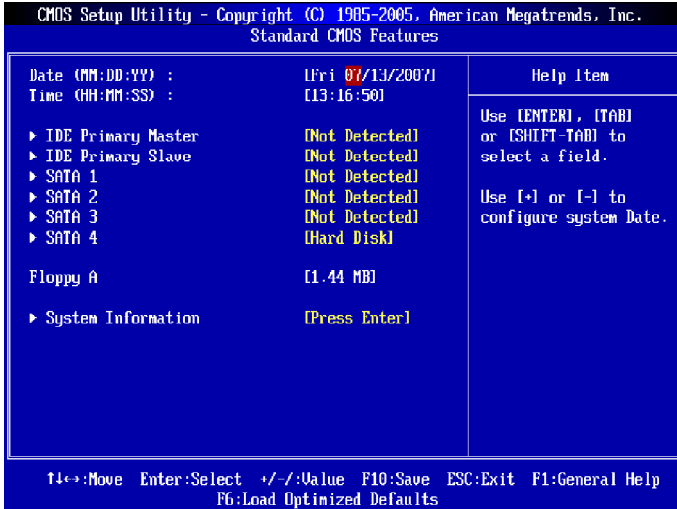 CMOS Setup Utility - Copyright (C) 1985-2005, American Megatrends, Inc.
Standard CMOS Features
Date (MM:DD:YY) : [Fri 07/13/2007]
Time (HH:MM:SS) : [13:16:50]
▶ IDE Primary Master [Not Detected]
▶ IDE Primary Slave [Not Detected]
▶ SATA 1 [Not Detected]
▶ SATA 2 [Not Detected]
▶ SATA 3 [Not Detected]
▶ SATA 4 [Hard Disk]
Floppy A [1.44 MB]
▶ System Information [Press Enter]
Help Item
Use [ENTER], [TAB]
or [SHIFT-TAB] to
select a field.
Use [+] or [-] to
configure system Date.
↑↓↔:Move Enter:Select +/-/:Value F10:Save ESC:Exit F1:General Help
F6:Load Optimized Defaults